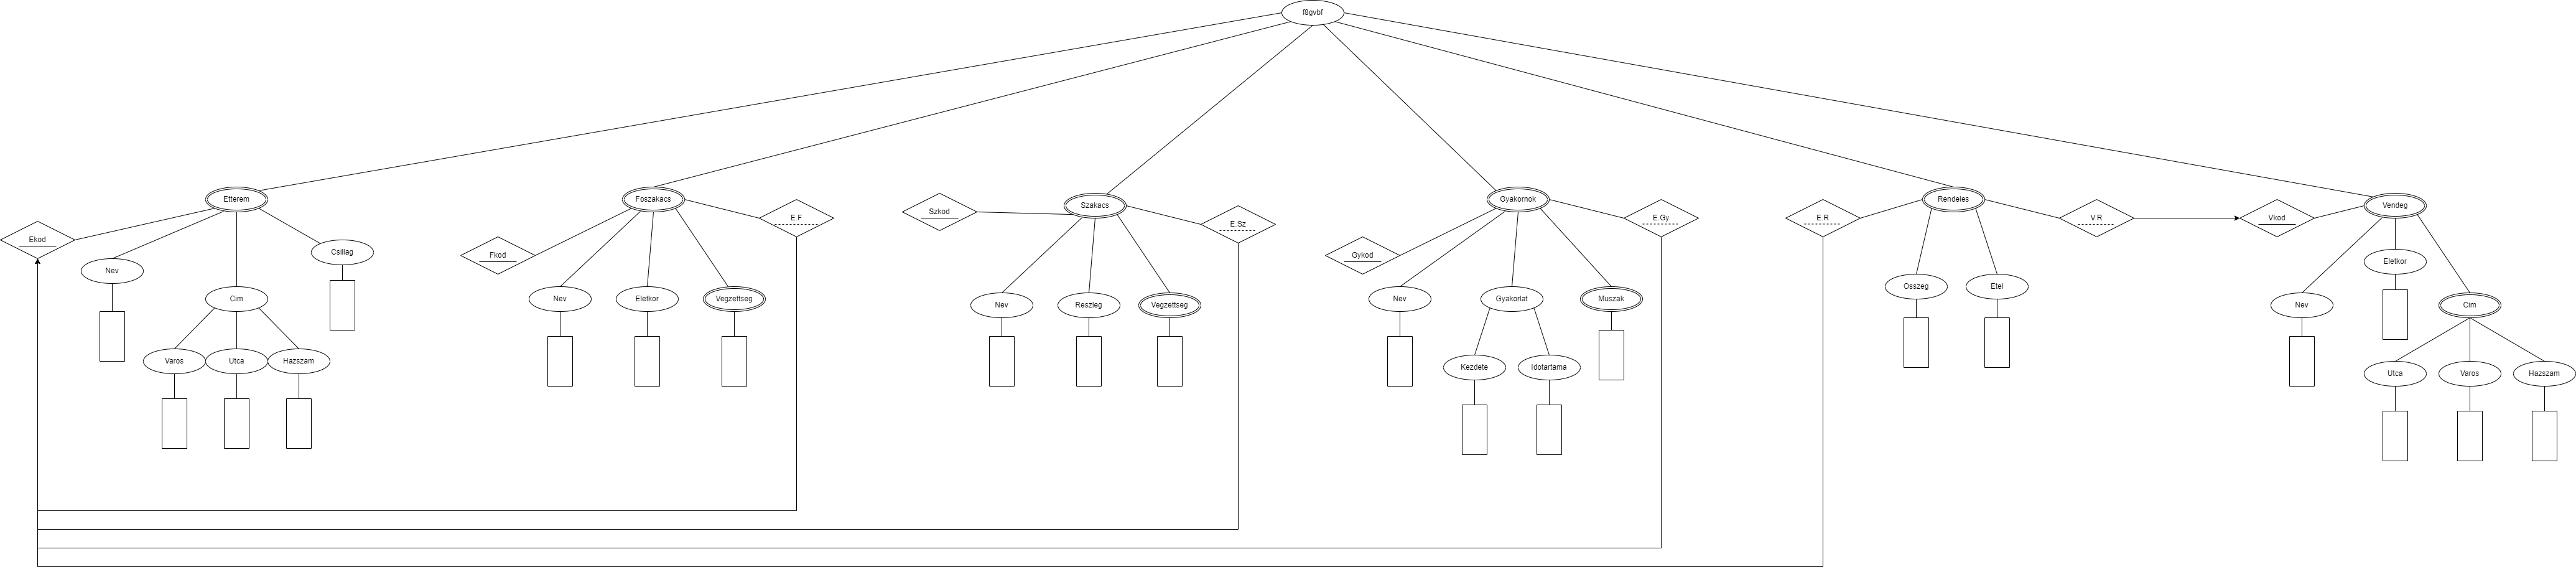 f8gvbf
Etterem
Foszakacs
Szakacs
Gyakornok
Rendeles
Vendeg
Ekod
Nev
Csillag
Cim
Varos
Utca
Hazszam
Fkod
E.F
Nev
Eletkor
Vegzettseg
Szkod
E.Sz
Nev
Reszleg
Vegzettseg
Gykod
E.Gy
Nev
Gyakorlat
Muszak
Kezdete
Idotartama
E.R
V.R
Osszeg
Etel
Vkod
Eletkor
Nev
Cim
Utca
Varos
Hazszam